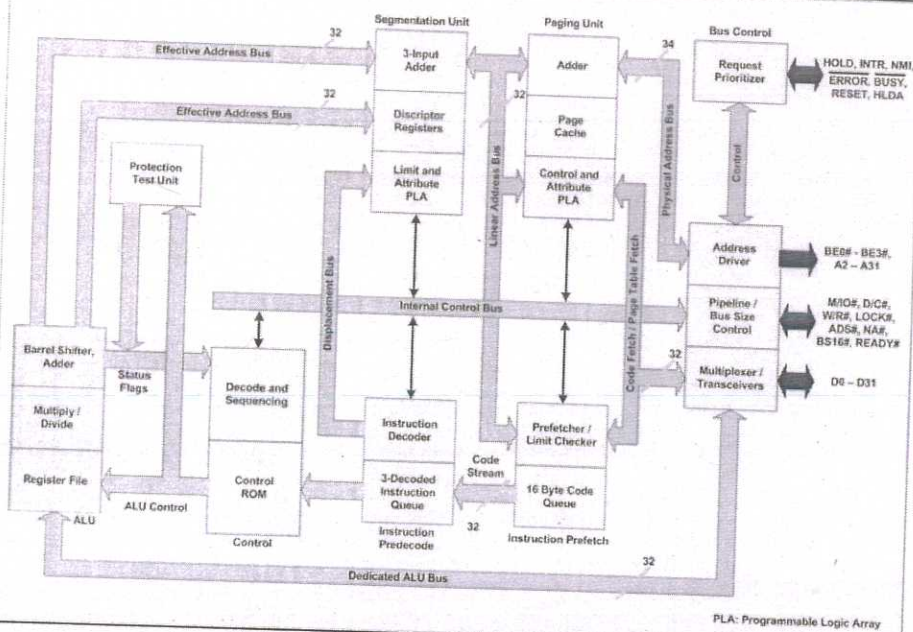 Segmentation Unit
Paging Unit
Bus Control
32
34
Effective Address Bus
3-Input
Adder
Adder
Request
Prioritizer
HOLD, INTR, NMI,
ERROR, BUSY,
RESET, HLDA
32
Effective Address Bus
32
Discriptor
Registers
Page
Cache
Protection
Test Unit
Limit and
Attribute
PLA
Control and
Attribute
PLA
Linear Address Bus
Physical Address Bus
Control
Displacement Bus
Code Fetch / Page Table Fetch
Address
Driver
BE0# - BE3#,
A2 – A31
Internal Control Bus
Pipeline /
Bus Size
Control
M/IO#, D/C#,
W/R#, LOCK#,
ADS#, NA#,
BS16#, READY#
Barrel Shifter,
Adder
Status
Flags
Decode and
Sequencing
32
Multiplexer /
Transceivers
D0 – D31
Multiply /
Divide
Instruction
Decoder
Prefetcher /
Limit Checker
Register File
ALU Control
Control
ROM
3-Decoded
Instruction
Queue
Code
Stream
32
16 Byte Code
Queue
ALU
Control
Instruction
Predecode
Instruction Prefetch
Dedicated ALU Bus
32
PLA: Programmable Logic Array